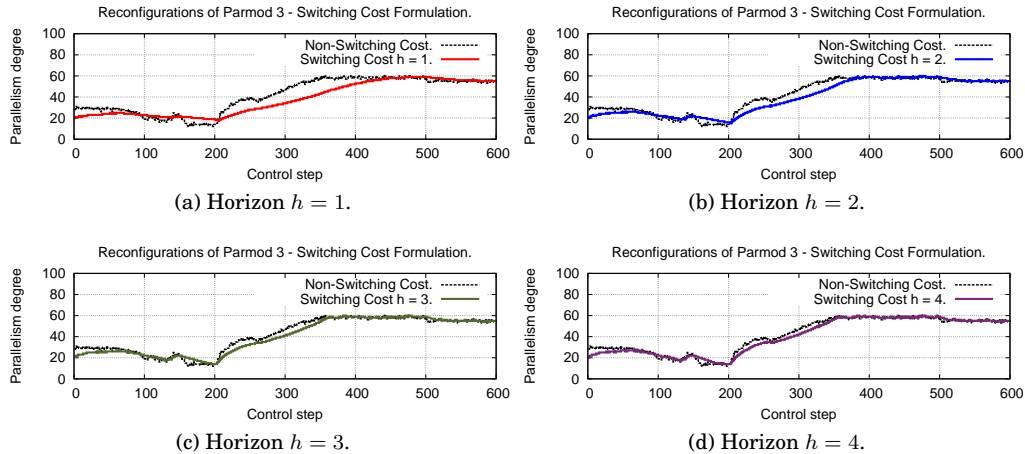 Reconfigurations of Parmod 3 - Switching Cost Formulation.
Parallelism degree
100
80
60
40
20
0
Non-Switching Cost.
Switching Cost h = 1.
0 100 200 300 400 500 600
Control step
(a) Horizon h = 1.
Reconfigurations of Parmod 3 - Switching Cost Formulation.
Parallelism degree
100
80
60
40
20
0
Non-Switching Cost.
Switching Cost h = 2.
0 100 200 300 400 500 600
Control step
(b) Horizon h = 2.
Reconfigurations of Parmod 3 - Switching Cost Formulation.
Parallelism degree
100
80
60
40
20
0
Non-Switching Cost.
Switching Cost h = 3.
0 100 200 300 400 500 600
Control step
(c) Horizon h = 3.
Reconfigurations of Parmod 3 - Switching Cost Formulation.
Parallelism degree
100
80
60
40
20
0
Non-Switching Cost.
Switching Cost h = 4.
0 100 200 300 400 500 600
Control step
(d) Horizon h = 4.